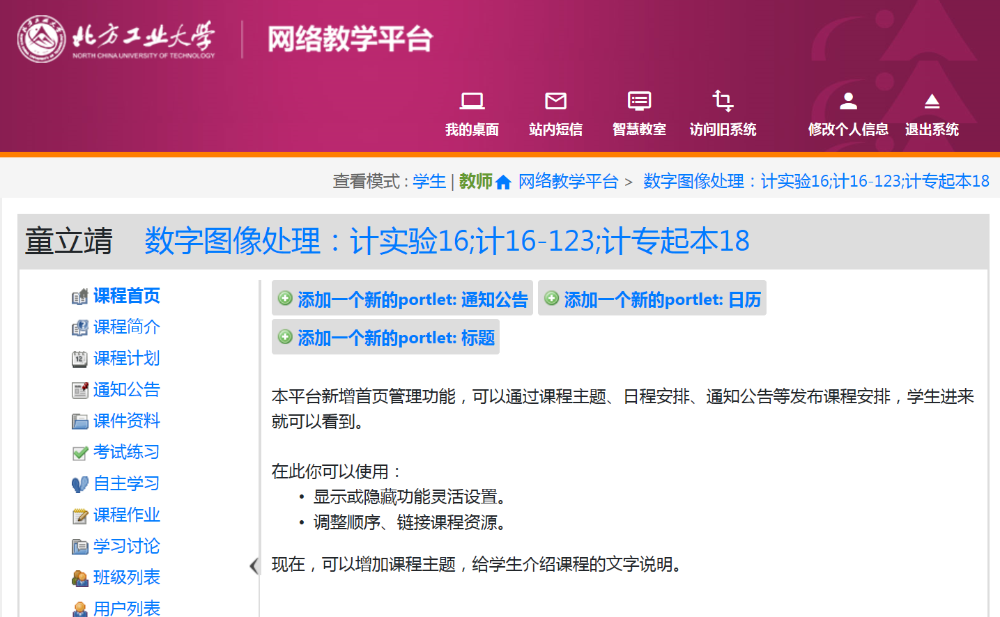 北方工业大学
NORTH CHINA UNIVERSITY OF TECHNOLOGY
网络教学平台
我的桌面 站内短信 智慧教室 访问旧系统 修改个人信息 退出系统
查看模式 : 学生 | 教师 网络教学平台 > 数字图像处理：计实验16;计16-123;计专起本18
童立靖 数字图像处理：计实验16;计16-123;计专起本18
课程首页
课程简介
12
课程计划
通知公告
课件资料
考试练习
自主学习
课程作业
学习讨论
班级列表
用户列表
添加一个新的portlet: 通知公告 添加一个新的portlet: 日历
添加一个新的portlet: 标题
本平台新增首页管理功能，可以通过课程主题、日程安排、通知公告等发布课程安排，学生进来
就可以看到。
在此你可以使用：
• 显示或隐藏功能灵活设置。
• 调整顺序、链接课程资源。
现在，可以增加课程主题，给学生介绍课程的文字说明。